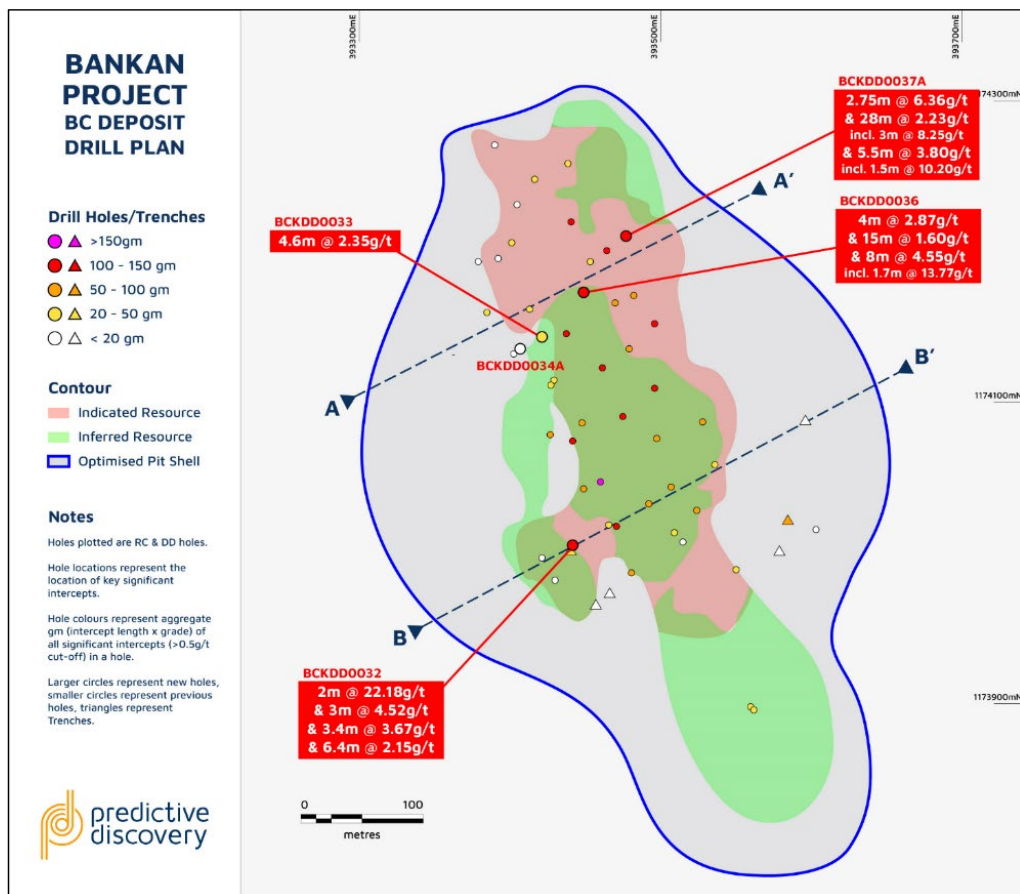 BANKAN
PROJECT
BC DEPOSIT
DRILL PLAN
Drill Holes/Trenches
>150gm
100 - 150 gm
50 - 100 gm
20 - 50 gm
< 20 gm
Contour
Indicated Resource
Inferred Resource
Optimised Pit Shell
Notes
Holes plotted are RC & DD holes.
Hole locations represent the
location of key significant
intercepts.
Hole colours represent aggregate
gm (intercept length x grade) of
all significant intercepts (>0.5g/t
cut-off) in a hole.
Larger circles represent new holes,
smaller circles represent previous
holes, triangles represent
Trenches.
predictive
discovery
393300mE
393500mE
393700mE
174300mN
1174100mN
1173900mN
BCKDD0037A
2.75m @ 6.36g/t
& 28m @ 2.23g/t
incl. 3m @ 8.25g/t
& 5.5m @ 3.80g/t
incl. 1.5m @ 10.20g/t
A'
BCKDD0036
4m @ 2.87g/t
& 15m @ 1.60g/t
& 8m @ 4.55g/t
incl. 1.7m @ 13.77g/t
BCKDD0033
4.6m @ 2.35g/t
BCKDD0034A
A
B'
B
BCKDD0032
2m @ 22.18g/t
& 3m @ 4.52g/t
& 3.4m @ 3.67g/t
& 6.4m @ 2.15g/t
0 100
metres